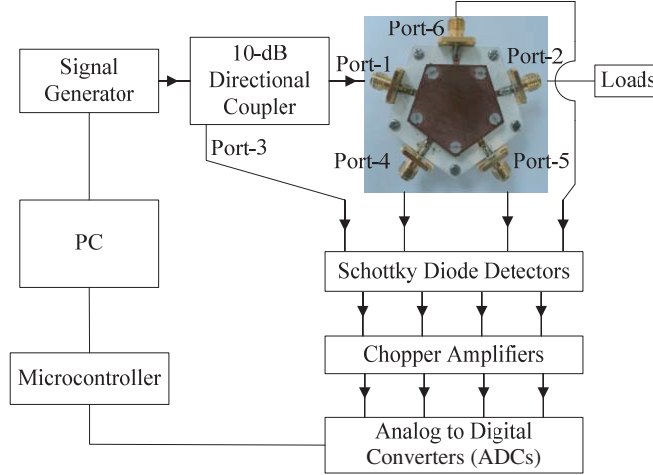 Port-6
Signal
Generator
10-dB
Directional
Coupler
Port-1
Port-2
Loads
Port-3
Port-4
Port-5
PC
Schottky Diode Detectors
Chopper Amplifiers
Microcontroller
Analog to Digital
Converters (ADCs)